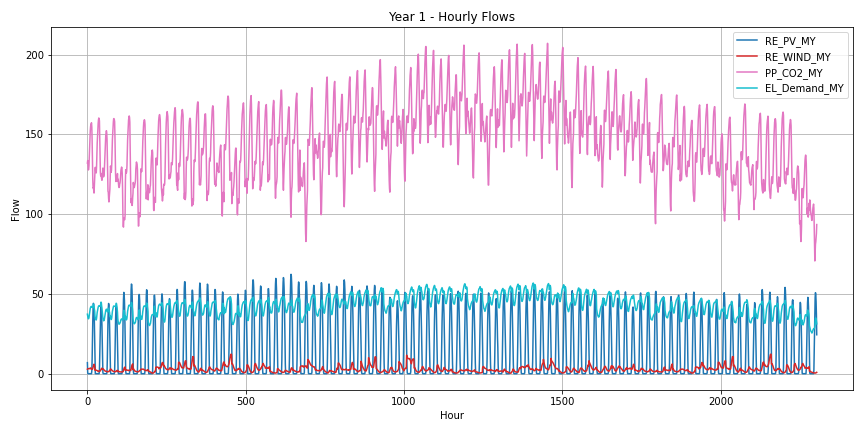 Year 1 - Hourly Flows
RE_PV_MY
RE_WIND_MY
PP_CO2_MY
EL_Demand_MY
200
150
100
50
0
Flow
0 500 1000 1500 2000
Hour